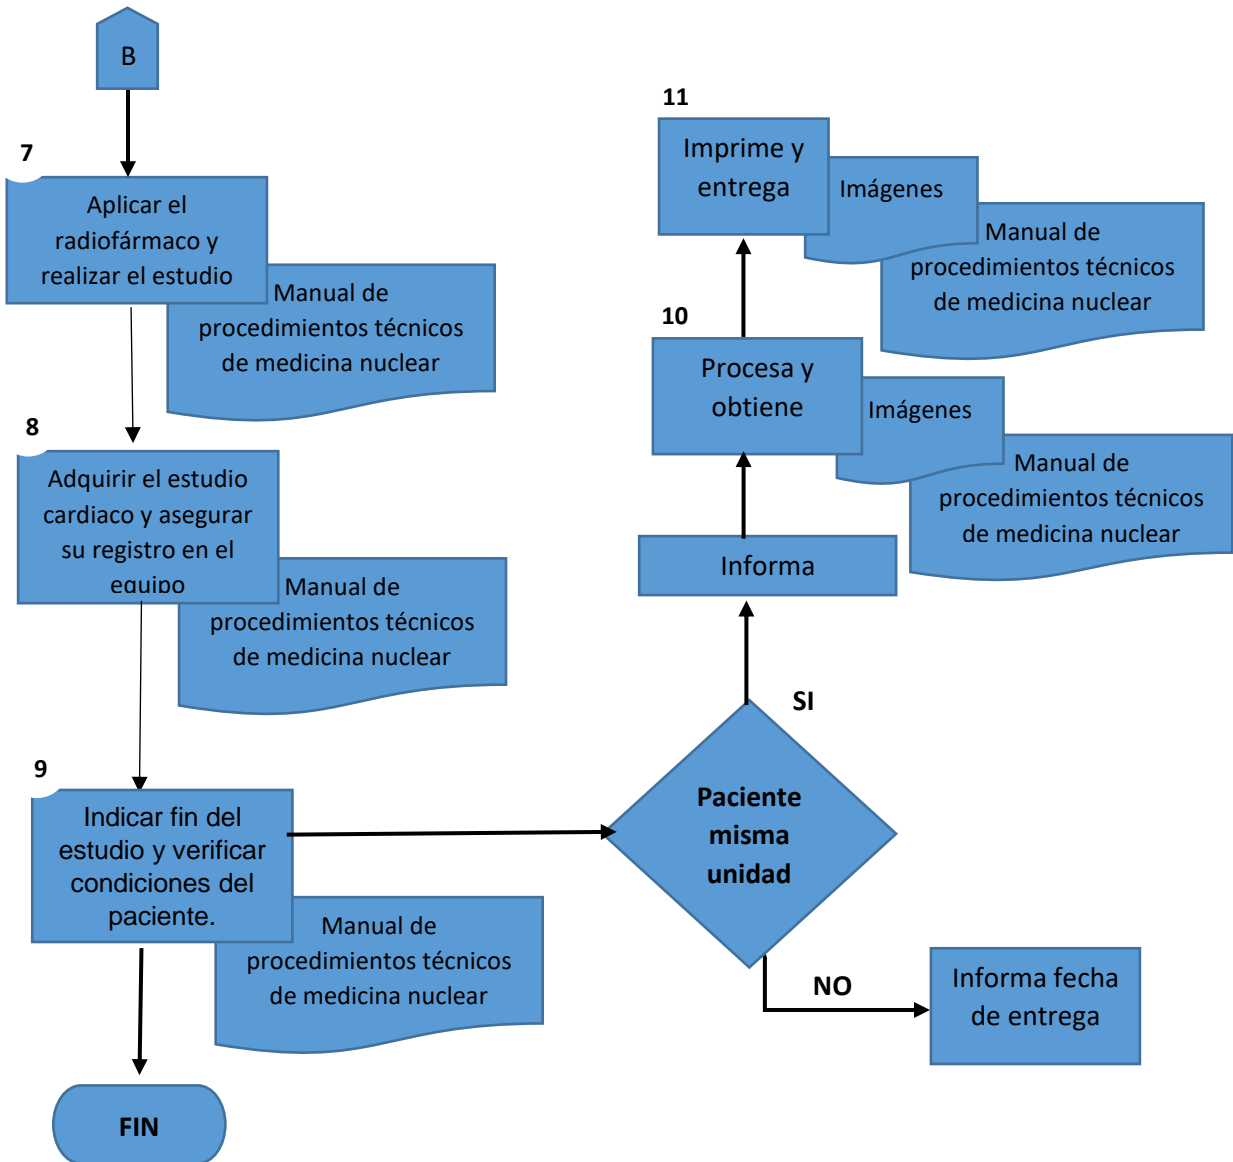 B
7
Aplicar el
radiofármaco y
realizar el estudio
Manual de
procedimientos técnicos
de medicina nuclear
8
Adquirir el estudio
cardiaco y asegurar
su registro en el
equipo
Manual de
procedimientos técnicos
de medicina nuclear
9
Indicar fin del
estudio y verificar
condiciones del
paciente.
Manual de
procedimientos técnicos
de medicina nuclear
FIN
11
Imprime y
entrega
Imágenes
Manual de
procedimientos técnicos
de medicina nuclear
10
Procesa y
obtiene
Imágenes
Manual de
procedimientos técnicos
de medicina nuclear
Informa
SI
Paciente
misma
unidad
NO
Informa fecha
de entrega